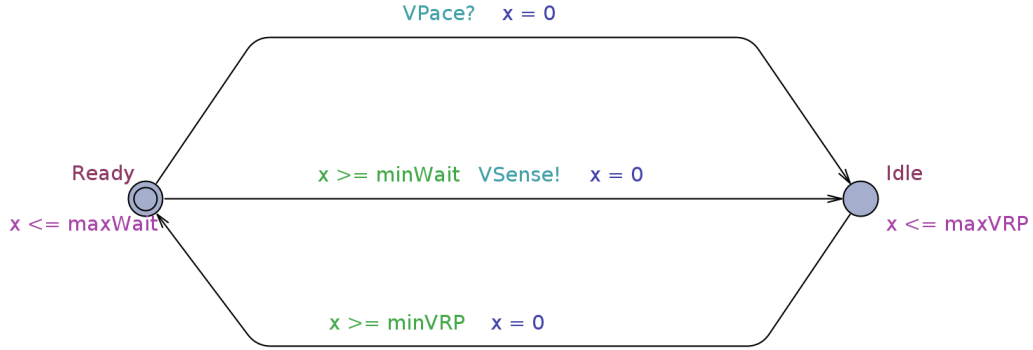 VPace? x = 0
Ready
x >= minWait VSense! x = 0
Idle
x <= maxWait
x <= maxVRP
x >= minVRP x = 0